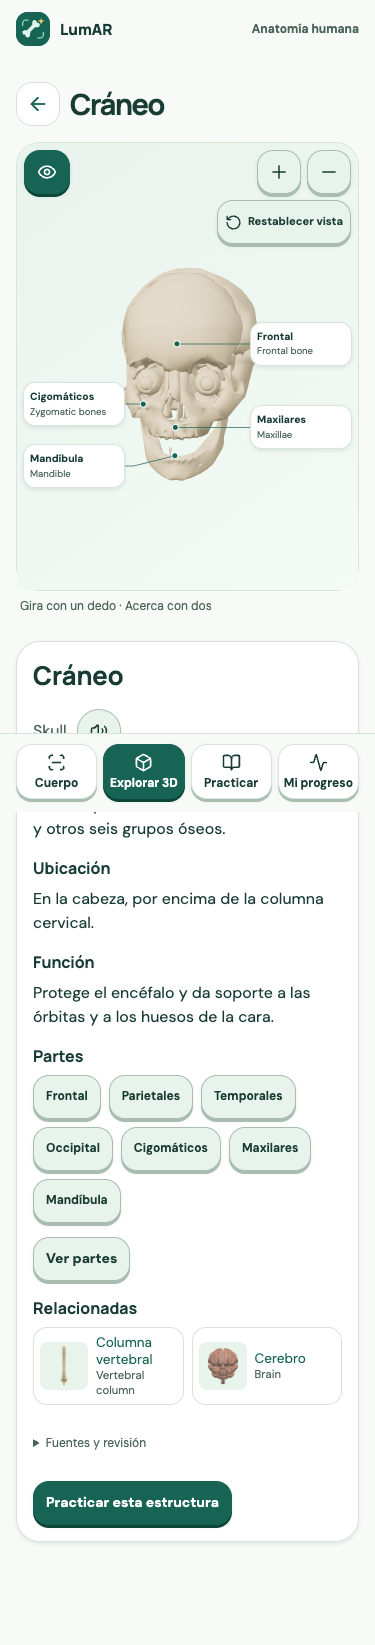 LumAR
Anatomía humana
Cráneo
Restablecer vista
Frontal
Frontal bone
Cigomáticos
Zygomatic bones
Maxilares
Maxillae
Mandíbula
Mandible
Gira con un dedo · Acerca con dos
Cráneo
Skull
Cuerpo
Explorar 3D
Practicar
Mi progreso
y otros seis grupos óseos.
Ubicación
En la cabeza, por encima de la columna
cervical.
Función
Protege el encéfalo y da soporte a las
órbitas y a los huesos de la cara.
Partes
Frontal
Parietales
Temporales
Occipital
Cigomáticos
Maxilares
Mandíbula
Ver partes
Relacionadas
Columna
vertebral
Vertebral
column
Cerebro
Brain
Fuentes y revisión
Practicar esta estructura